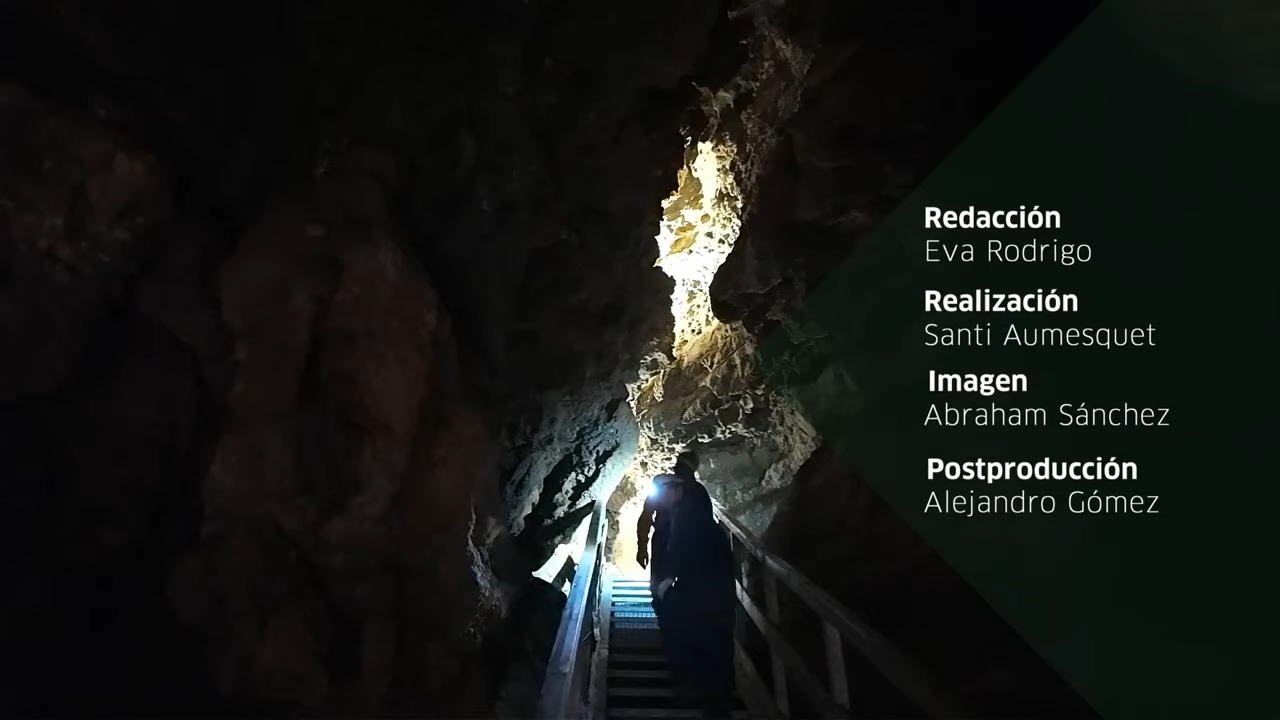 Redacción
Eva Rodrigo
Realización
Santi Aumesquet
Imagen
Abraham Sánchez
Postproducción
Alejandro Gómez